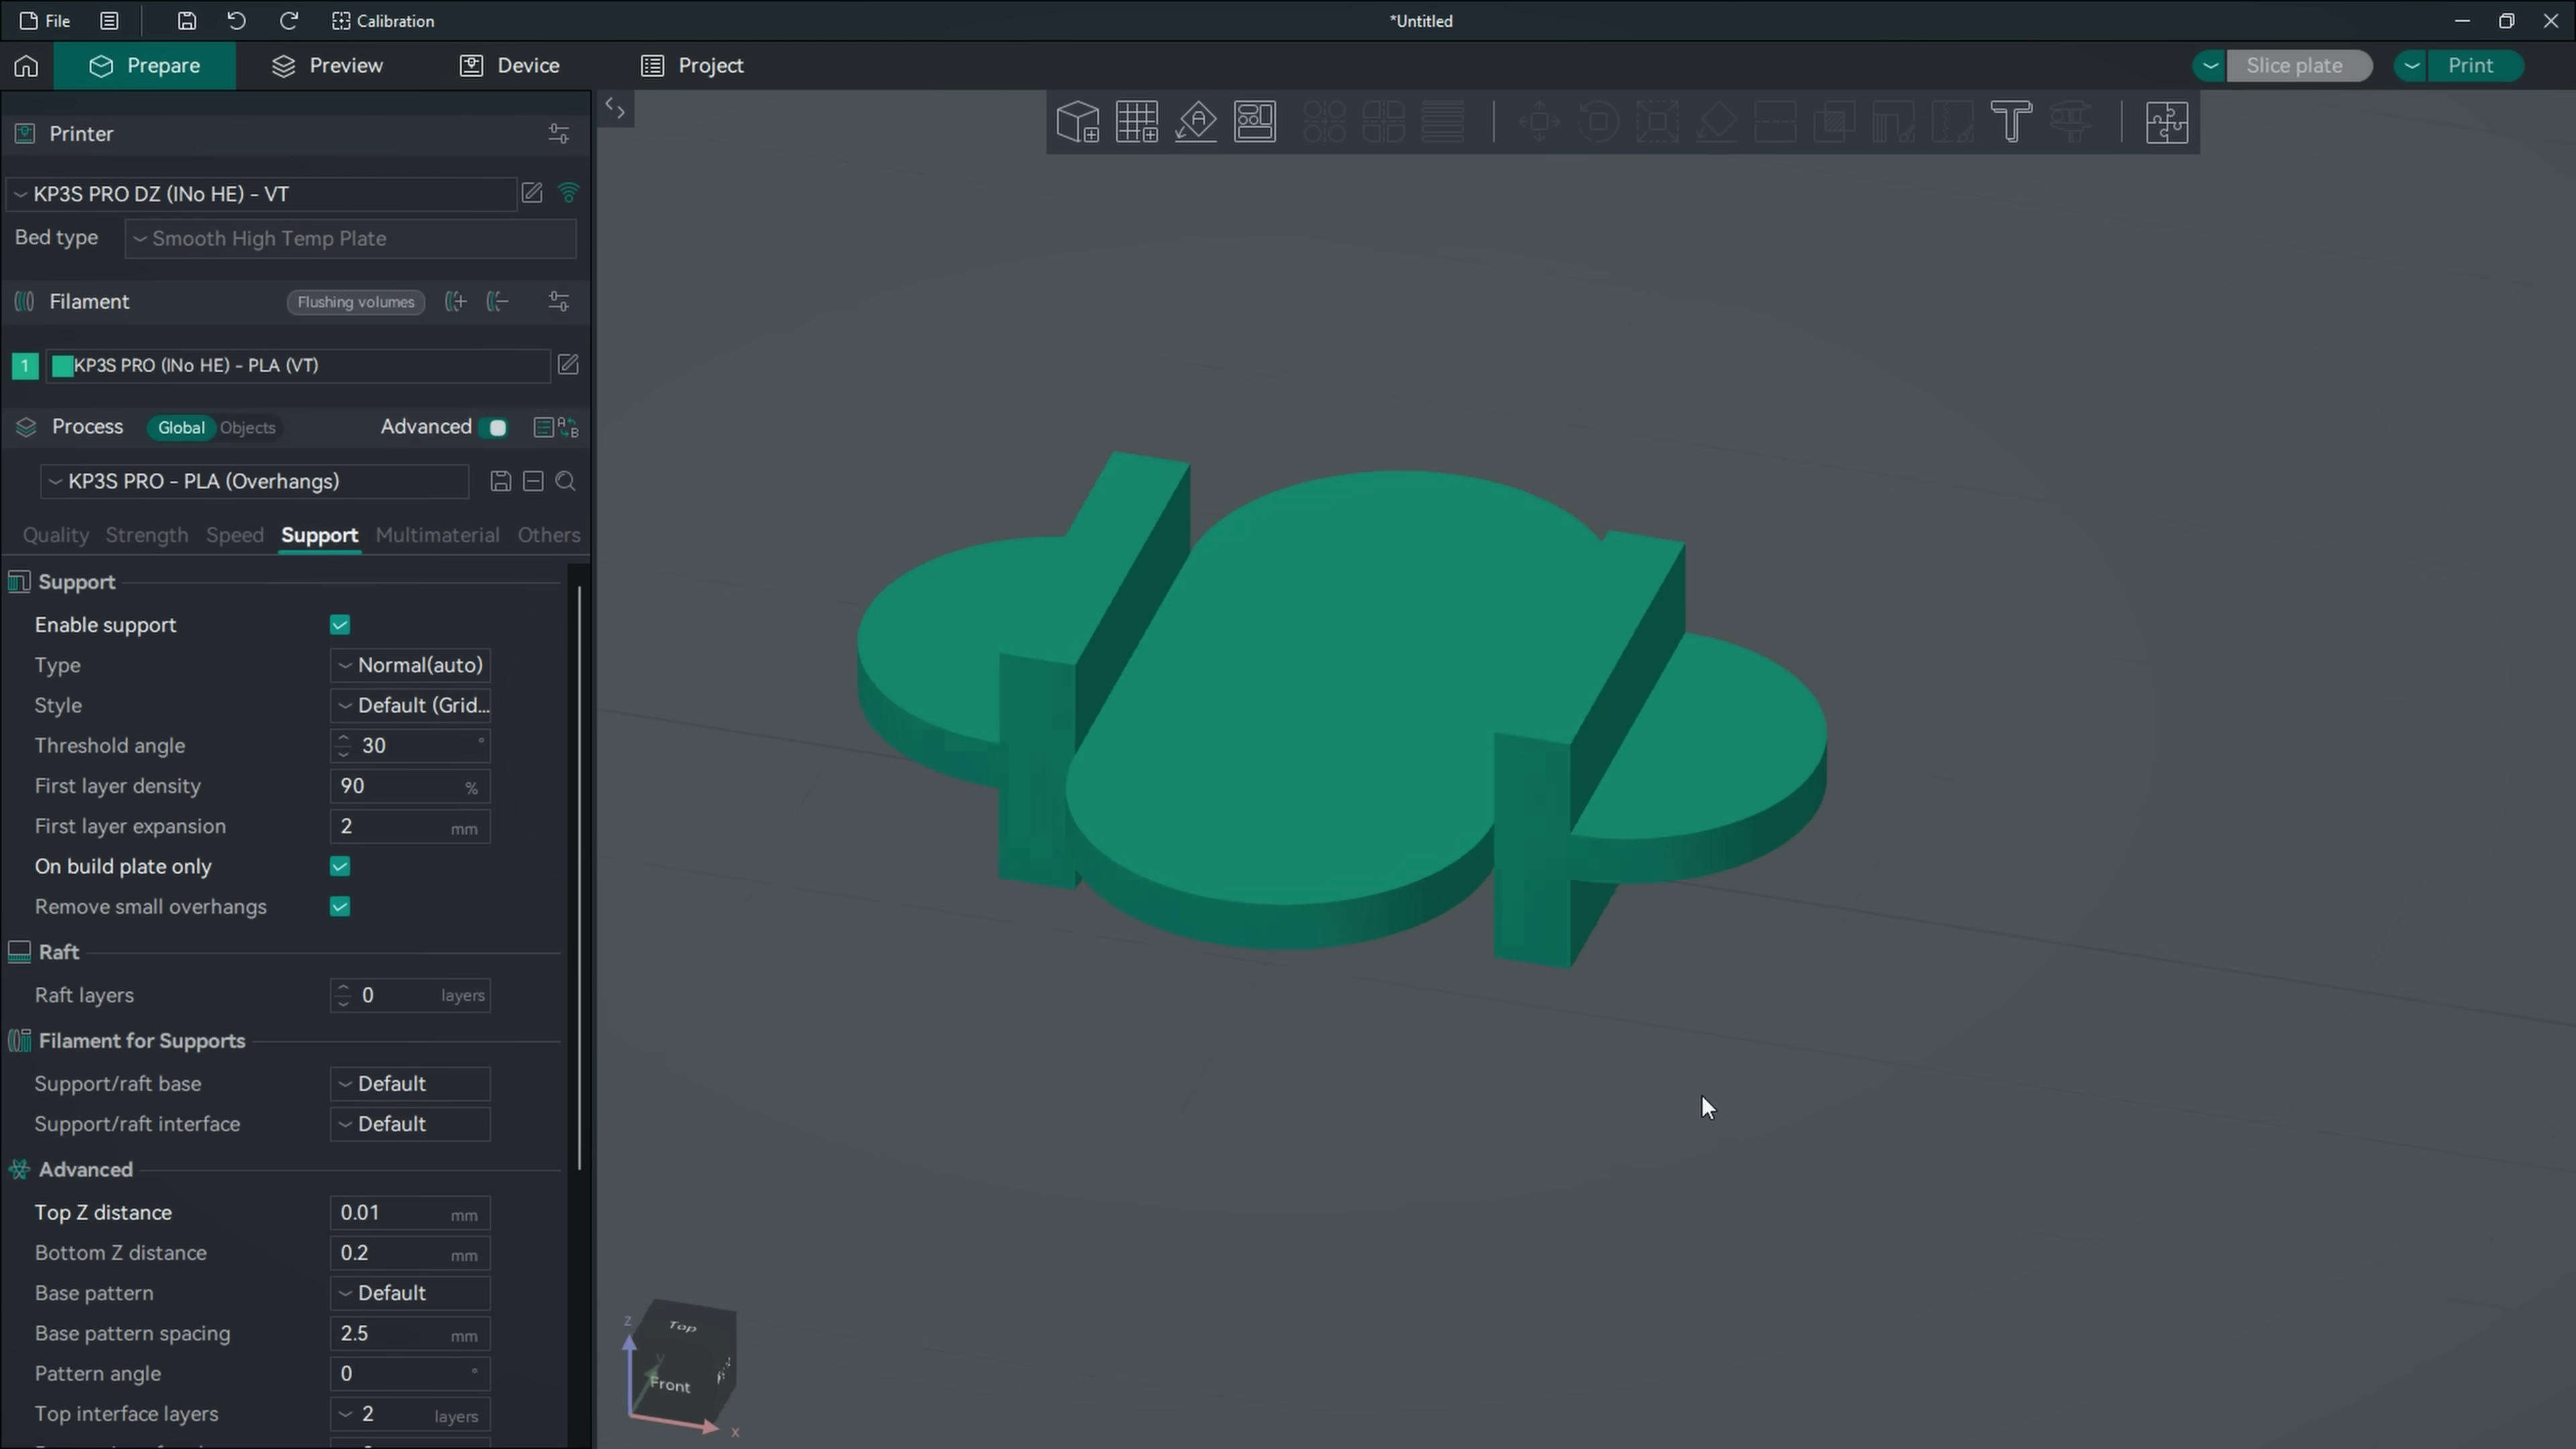 File
Calibration
*Untitled
Prepare
Preview
Device
Project
Slice plate
Print
Printer
KP3S PRO DZ (INo HE) - VT
Bed type
Smooth High Temp Plate
Filament
Flushing volumes
1
KP3S PRO (INo HE) - PLA (VT)
Process
Global
Objects
Advanced
KP3S PRO - PLA (Overhangs)
Quality
Strength
Speed
Support
Multimaterial
Others
Support
Enable support
Type
Normal(auto)
Style
Default (Grid...
Threshold angle
30 °
First layer density
90 %
First layer expansion
2 mm
On build plate only
Remove small overhangs
Raft
Raft layers
0 layers
Filament for Supports
Support/raft base
Default
Support/raft interface
Default
Advanced
Top Z distance
0.01 mm
Bottom Z distance
0.2 mm
Base pattern
Default
Base pattern spacing
2.5 mm
Pattern angle
0 °
Top interface layers
2 layers
Z
Top
Y
Front
X